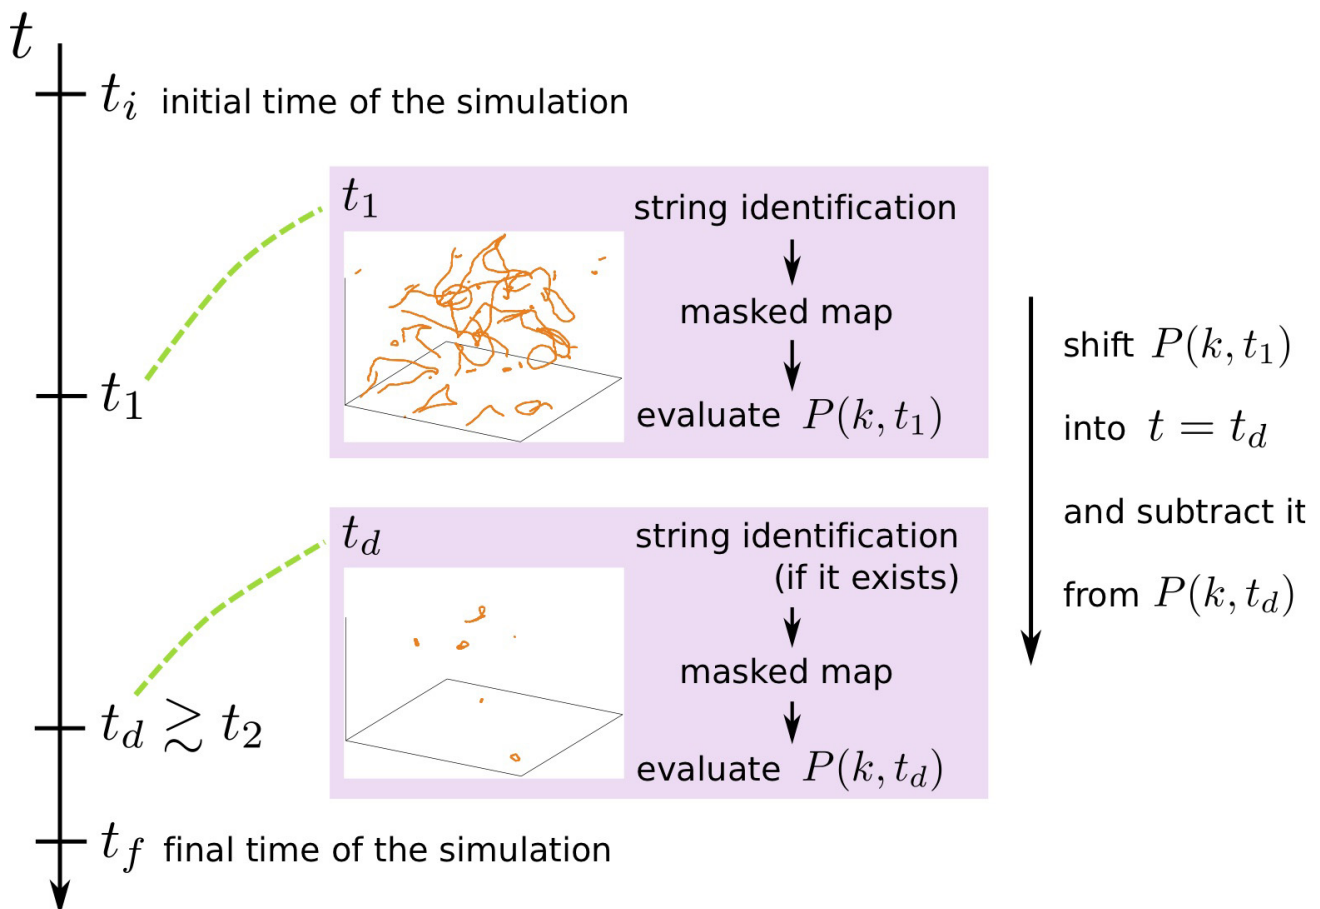 t
t_i initial time of the simulation
t_1
string identification
masked map
evaluate P(k, t_1)
t_1
shift P(k, t_1)
into t = t_d
and subtract it
from P(k, t_d)
t_d
string identification
(if it exists)
masked map
evaluate P(k, t_d)
t_d ≳ t_2
t_f final time of the simulation